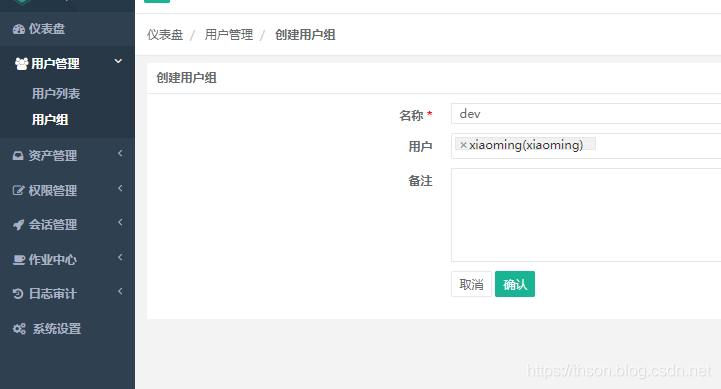 仪表盘
用户管理
用户列表
用户组
资产管理
权限管理
会话管理
作业中心
日志审计
系统设置
仪表盘 / 用户管理 / 创建用户组
创建用户组
名称 * dev
用户 ×xiaoming(xiaoming)
备注
取消 确认
https://thson.blog.csdn.net